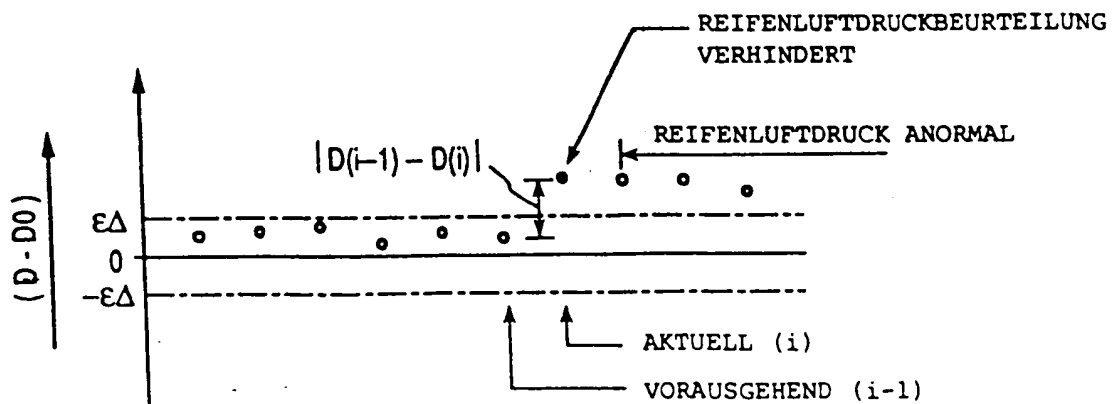 REIFENLUFTDRUCKBEURTEILUNG
VERHINDERT
REIFENLUFTDRUCK ANORMAL
|D(i–1) – D(i)|
(D - D0)
εΔ
0
–εΔ
AKTUELL (i)
VORAUSGEHEND (i-1)